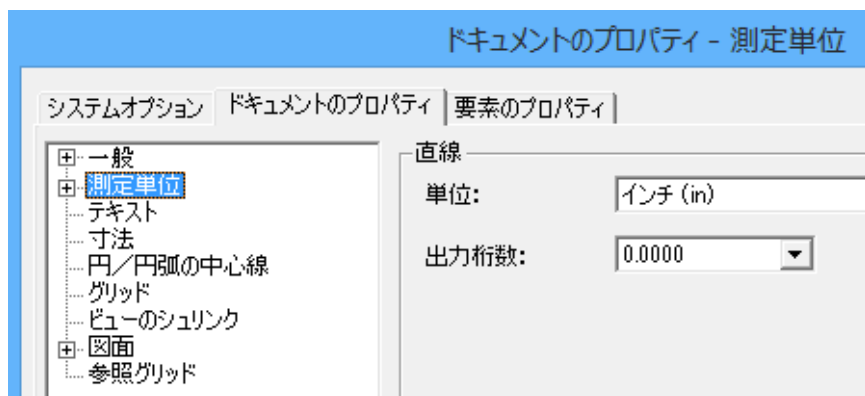 ドキュメントのプロパティ - 測定単位
システムオプション ドキュメントのプロパティ 要素のプロパティ
一般
測定単位
テキスト
寸法
円／円弧の中心線
グリッド
ビューのシュリンク
図面
参照グリッド
直線
単位: インチ (in)
出力桁数: 0.0000